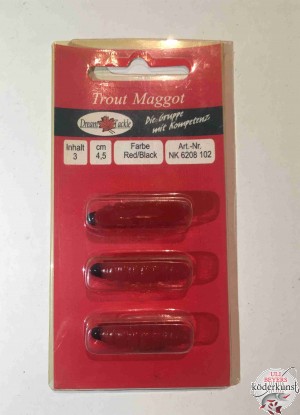 Trout Maggot
Dream Tackle
Die Gruppe
mit Kompetenz
Inhalt
3
cm
4,5
Farbe
Red/Black
Art.-Nr.
NK 6208 102
ULI
BEYERS
köderkunst